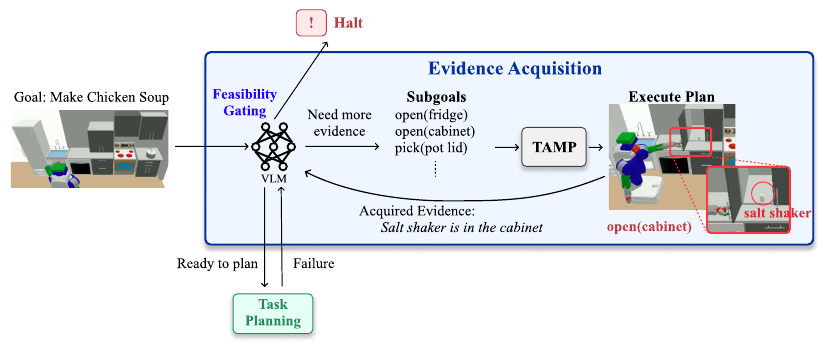 ! Halt
Evidence Acquisition
Goal: Make Chicken Soup
Feasibility
Gating
VLM
Need more
evidence
Subgoals
open(fridge)
open(cabinet)
pick(pot lid)
⋮
TAMP
Execute Plan
salt shaker
open(cabinet)
Acquired Evidence:
Salt shaker is in the cabinet
Ready to plan
Failure
Task
Planning